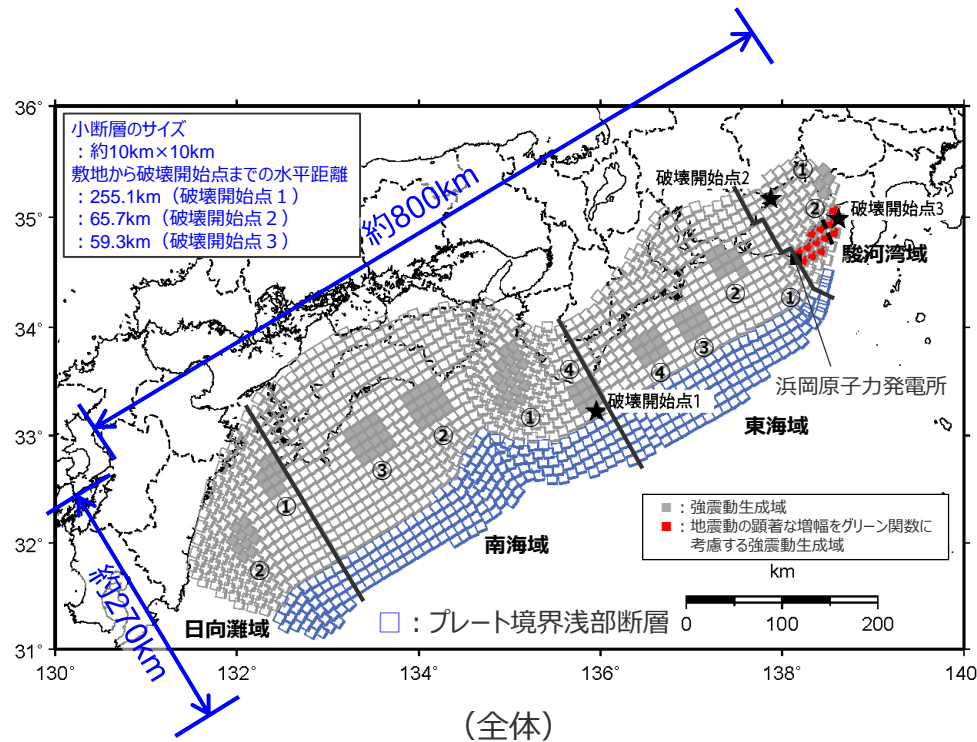 約800km
36°
小断層のサイズ
：約10km×10km
敷地から破壊開始点までの水平距離
：255.1km（破壊開始点１）
：65.7km（破壊開始点２）
：59.3km（破壊開始点３）
破壊開始点2
①
②
破壊開始点3
35°
駿河湾域
②
①
34°
③
④
④
浜岡原子力発電所
破壊開始点1
①
東海域
33°
②
③
■：強震動生成域
■：地震動の顕著な増幅をグリーン関数に
考慮する強震動生成域
①
南海域
32°
②
km
約270km
日向灘域
□：プレート境界浅部断層
0 100 200
31°
130 132 134 136 138 140
（全体）